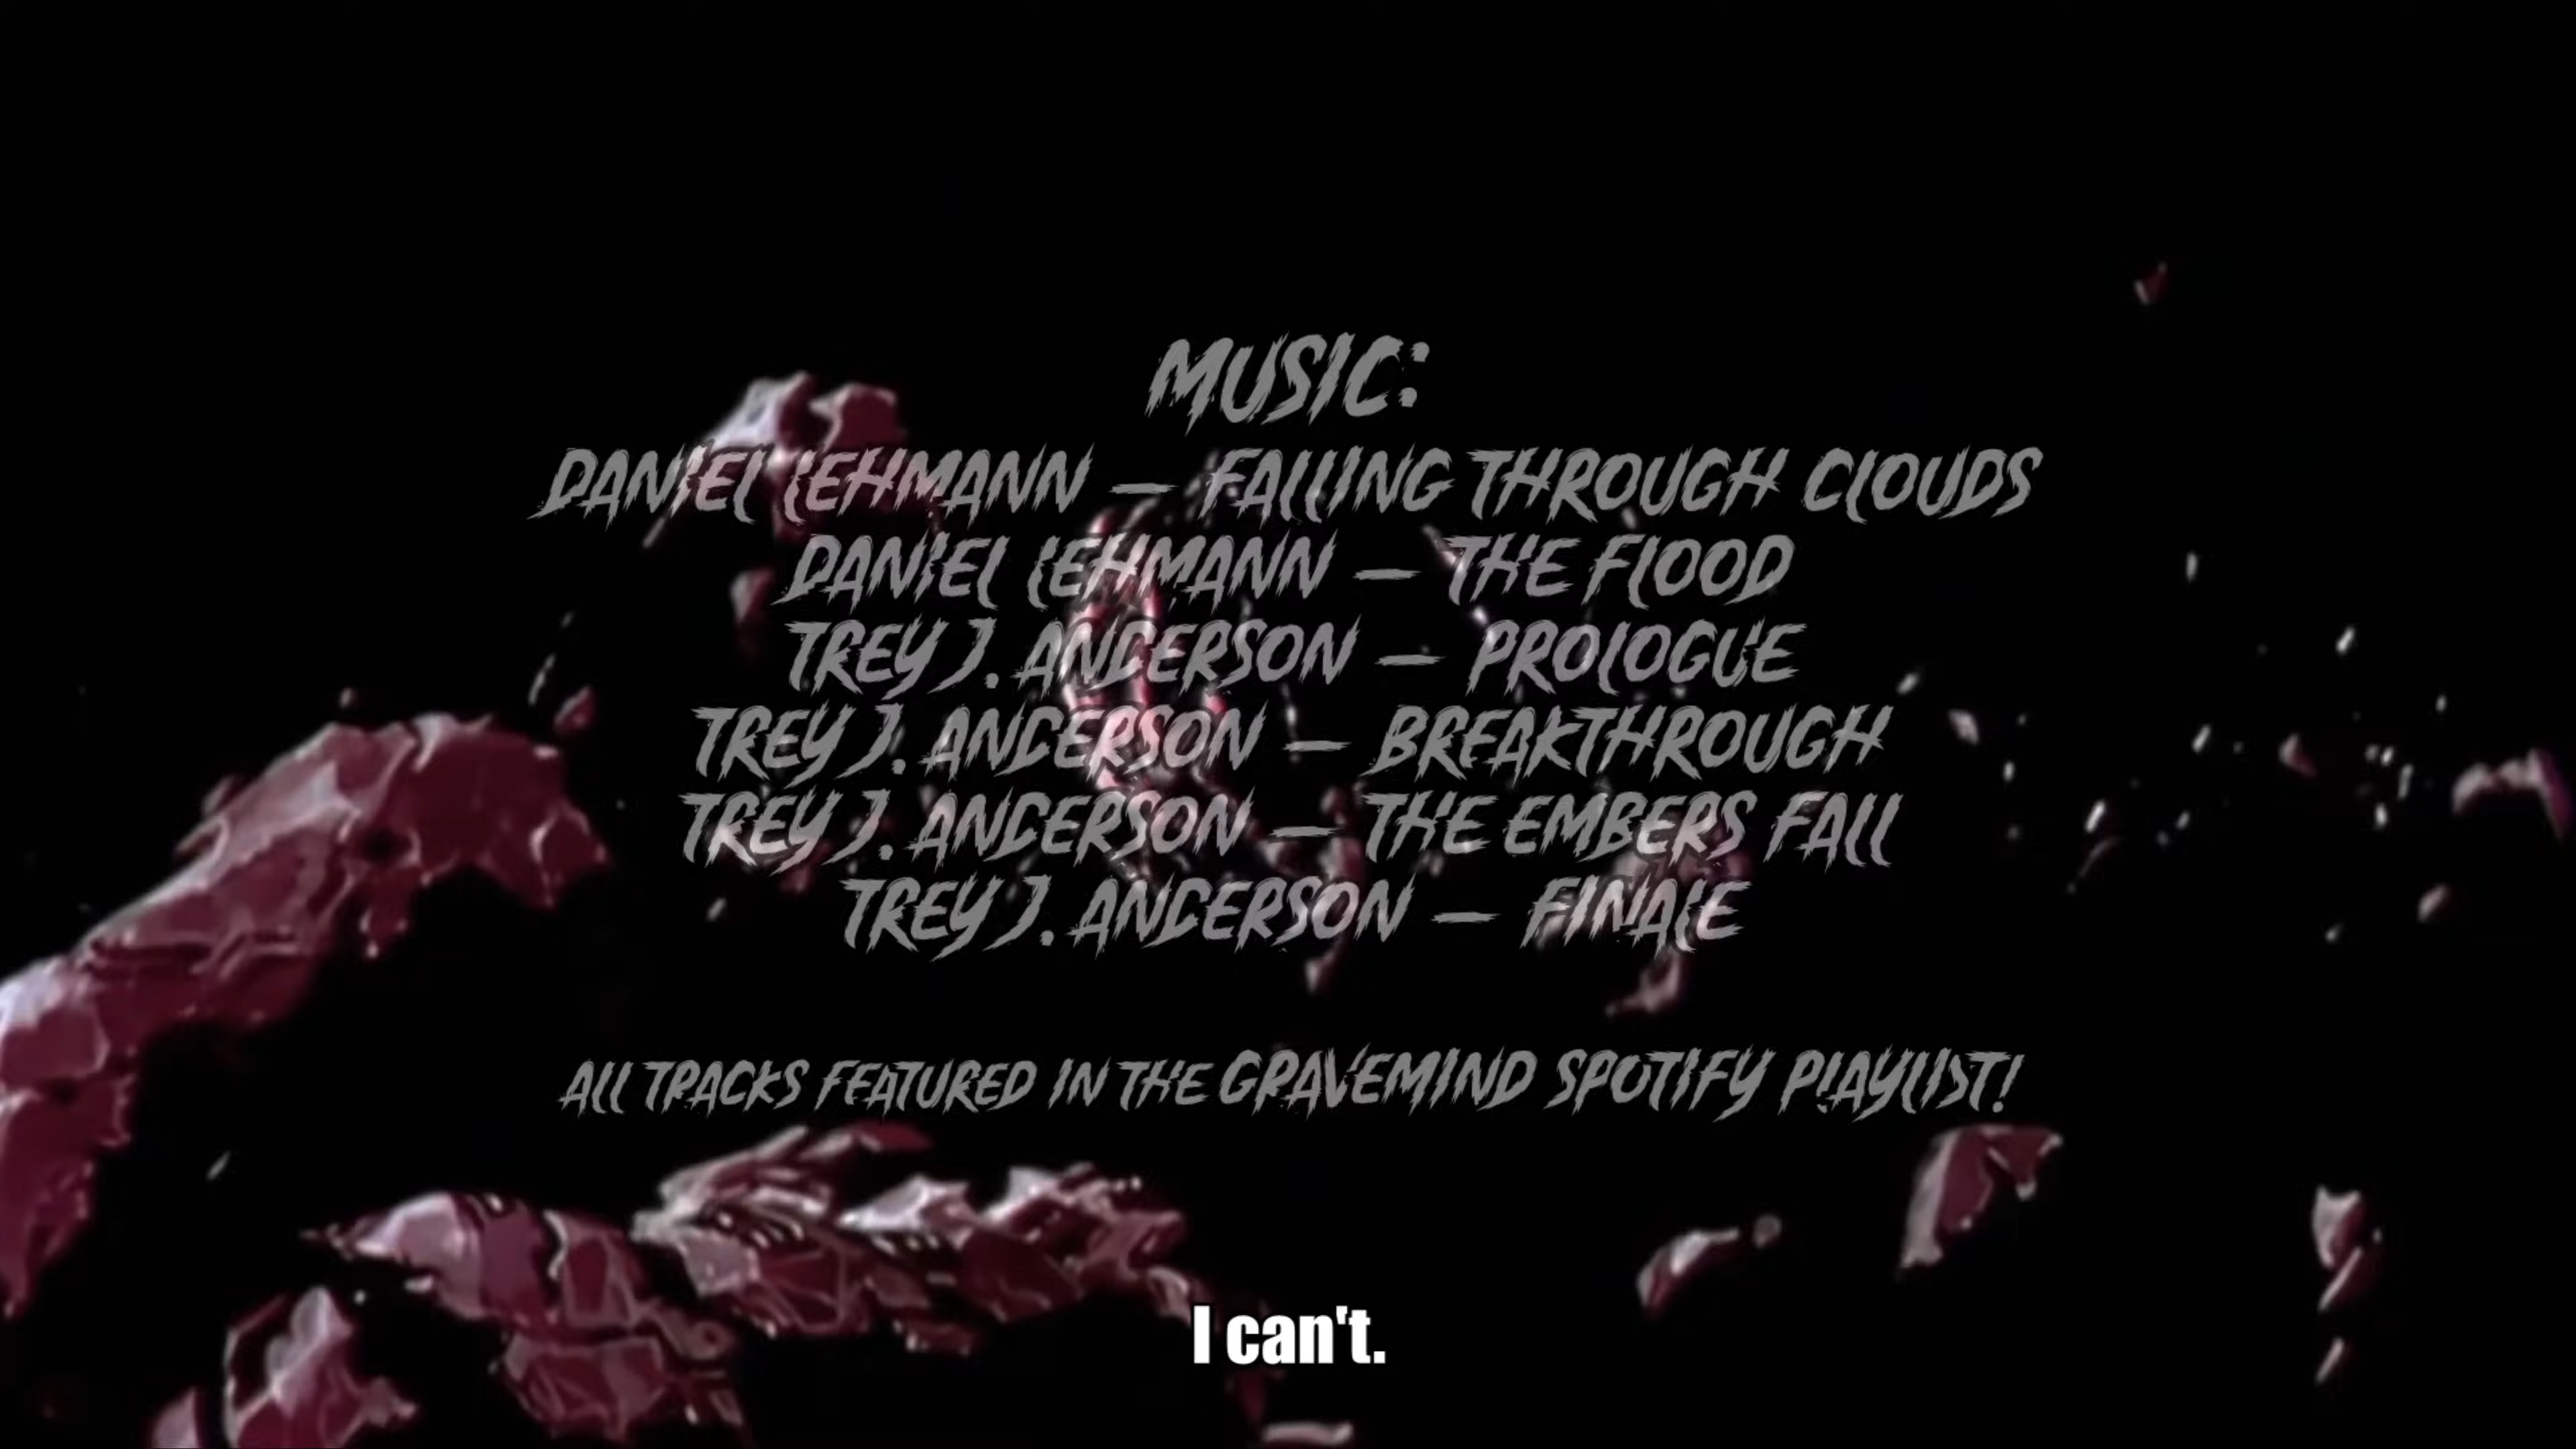 MUSIC:
DANIEL LEHMANN – FALLING THROUGH CLOUDS
DANIEL LEHMANN – THE FLOOD
TREY J. ANDERSON – PROLOGUE
TREY J. ANDERSON – BREAKTHROUGH
TREY J. ANDERSON – THE EMBERS FALL
TREY J. ANDERSON – FINALE
ALL TRACKS FEATURED IN THE GRAVEMIND SPOTIFY PLAYLIST!
I can't.